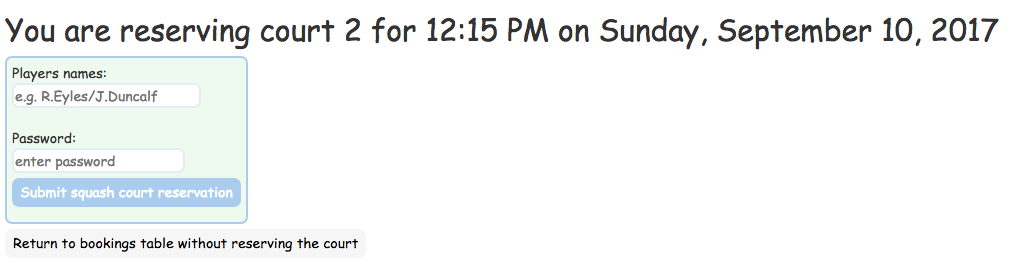 You are reserving court 2 for 12:15 PM on Sunday, September 10, 2017
Players names:
e.g. R.Eyles/J.Duncalf
Password:
enter password
Submit squash court reservation
Return to bookings table without reserving the court